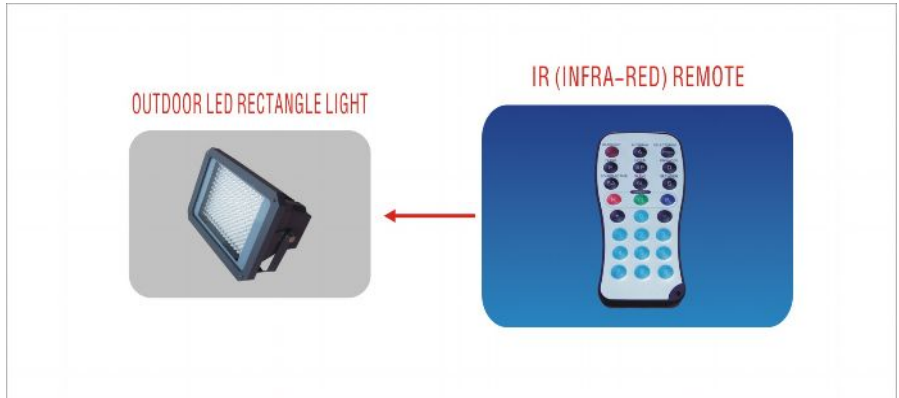 IR (INFRA-RED) REMOTE
OUTDOOR LED RECTANGLE LIGHT